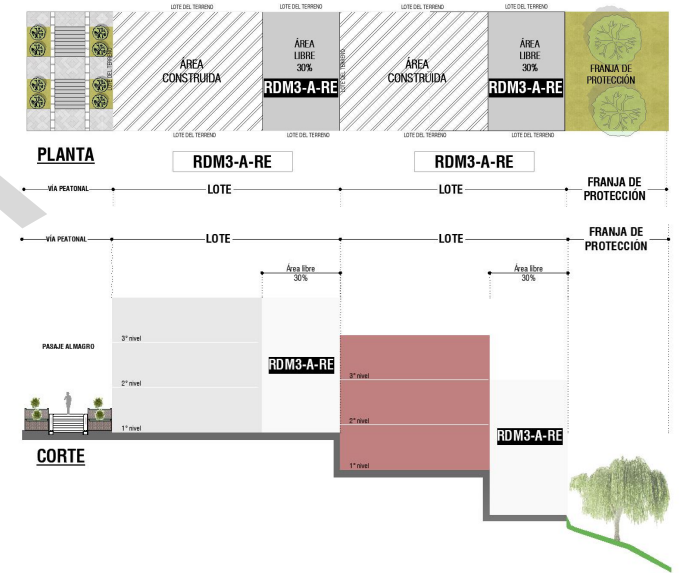 LOTE DEL TERRENO
LOTE DEL TERRENO
LOTE DEL TERRENO
LOTE DEL TERRENO
LOTE DEL TERRENO
ÁREA
CONSTRUIDA
ÁREA
LIBRE
30%
RDM3-A-RE
LOTE DEL TERRENO
ÁREA
CONSTRUIDA
ÁREA
LIBRE
30%
RDM3-A-RE
FRANJA DE
PROTECCIÓN
LOTE DEL TERRENO
LOTE DEL TERRENO
LOTE DEL TERRENO
LOTE DEL TERRENO
PLANTA
RDM3-A-RE
RDM3-A-RE
VÍA PEATONAL
LOTE
LOTE
FRANJA DE
PROTECCIÓN
VÍA PEATONAL
LOTE
LOTE
FRANJA DE
PROTECCIÓN
Área libre
30%
Área libre
30%
PASAJE ALMAGRO
3° nivel
2° nivel
1° nivel
RDM3-A-RE
3° nivel
2° nivel
1° nivel
RDM3-A-RE
CORTE